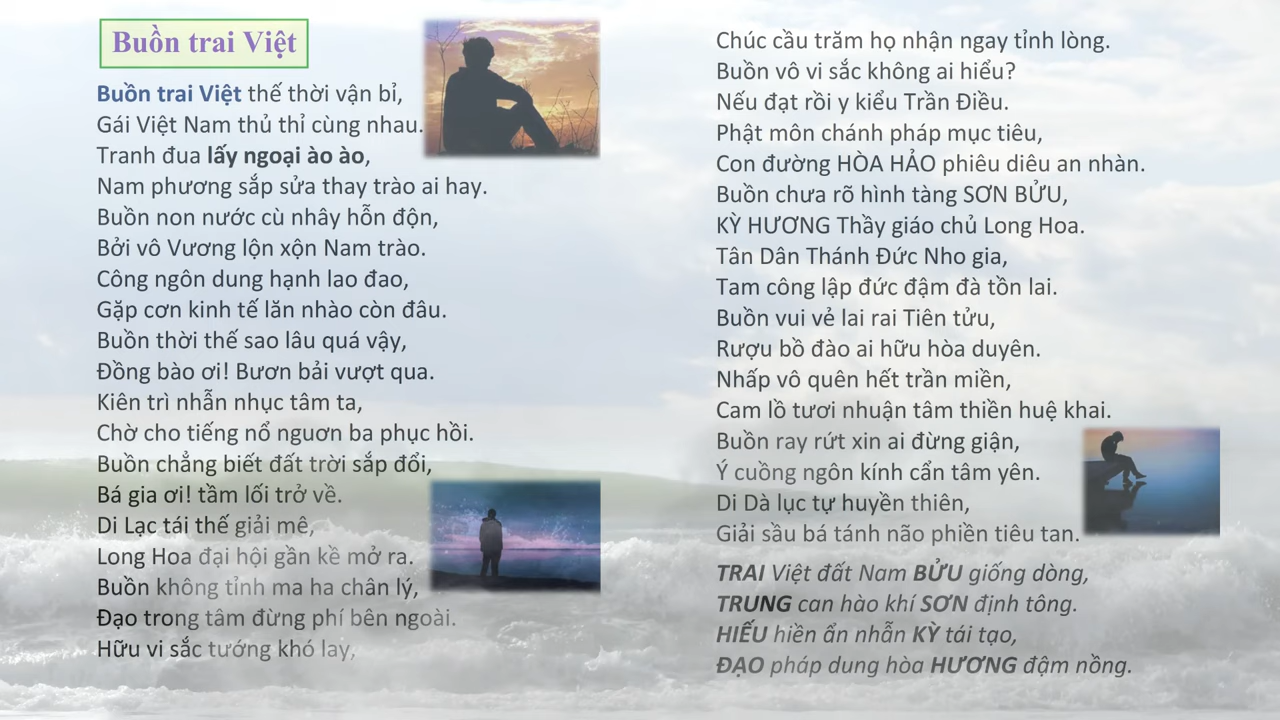 Buồn trai Việt
Buồn trai Việt thế thời vận bỉ,
Gái Việt Nam thủ thỉ cùng nhau.
Tranh đua lấy ngoại ào ào,
Nam phương sắp sửa thay trào ai hay.
Buồn non nước cù nhây hỗn độn,
Bởi vô Vương lộn xộn Nam trào.
Công ngôn dung hạnh lao đao,
Gặp cơn kinh tế lăn nhào còn đâu.
Buồn thời thế sao lâu quá vậy,
Đồng bào ơi! Bươn bải vượt qua.
Kiên trì nhẫn nhục tâm ta,
Chờ cho tiếng nổ nguơn ba phục hồi.
Buồn chẳng biết đất trời sắp đổi,
Bá gia ơi! tầm lối trở về.
Di Lạc tái thế giải mê,
Long Hoa đại hội gần kề mở ra.
Buồn không tỉnh ma ha chân lý,
Đạo trong tâm đừng phí bên ngoài.
Hữu vi sắc tướng khó lay,
Chúc cầu trăm họ nhận ngay tỉnh lòng.
Buồn vô vi sắc không ai hiểu?
Nếu đạt rồi y kiểu Trần Điều.
Phật môn chánh pháp mục tiêu,
Con đường HÒA HẢO phiêu diêu an nhàn.
Buồn chưa rõ hình tàng SƠN BỬU,
KỲ HƯƠNG Thầy giáo chủ Long Hoa.
Tân Dân Thánh Đức Nho gia,
Tam công lập đức đậm đà tồn lai.
Buồn vui vẻ lai rai Tiên tửu,
Rượu bồ đào ai hữu hòa duyên.
Nhấp vô quên hết trần miền,
Cam lồ tươi nhuận tâm thiền huệ khai.
Buồn ray rứt xin ai đừng giận,
Ý cuồng ngôn kính cẩn tâm yên.
Di Dà lục tự huyền thiên,
Giải sầu bá tánh não phiền tiêu tan.
TRAI Việt đất Nam BỬU giống dòng,
TRUNG can hào khí SƠN định tông.
HIẾU hiền ẩn nhẫn KỲ tái tạo,
ĐẠO pháp dung hòa HƯƠNG đậm nồng.